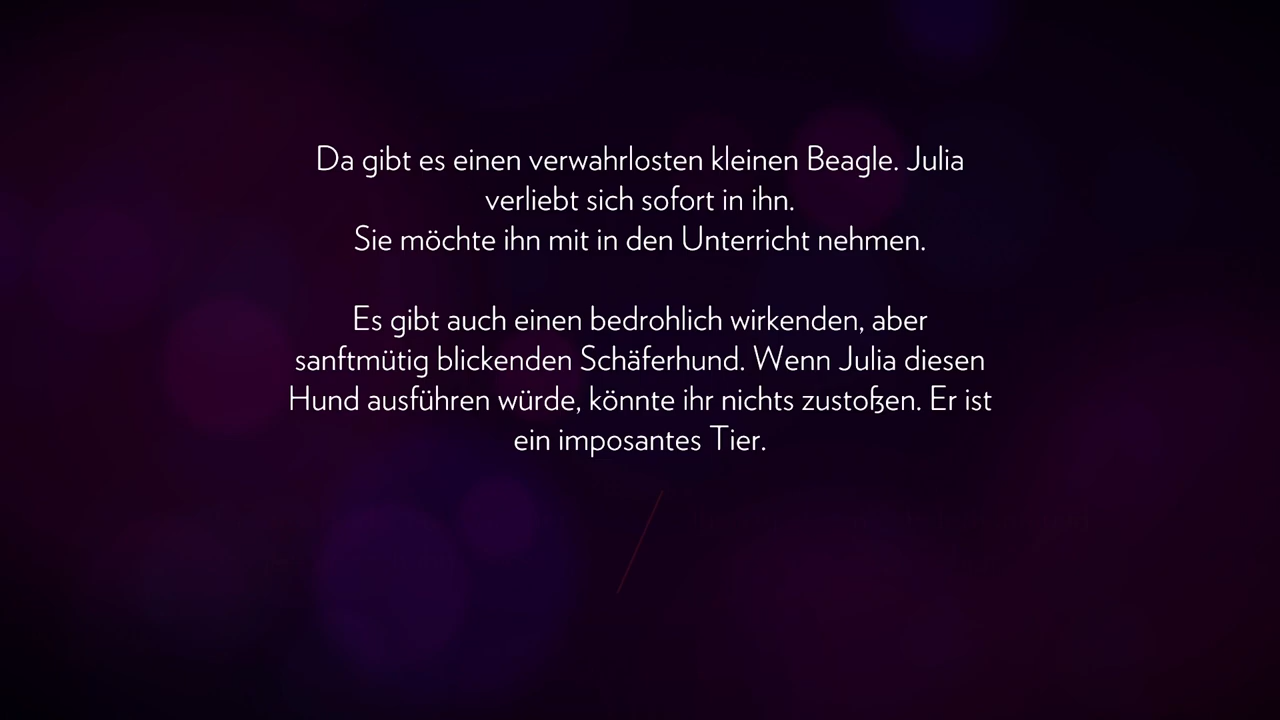 Da gibt es einen verwahrlosten kleinen Beagle. Julia
verliebt sich sofort in ihn.
Sie möchte ihn mit in den Unterricht nehmen.
Es gibt auch einen bedrohlich wirkenden, aber
sanftmütig blickenden Schäferhund. Wenn Julia diesen
Hund ausführen würde, könnte ihr nichts zustoßen. Er ist
ein imposantes Tier.